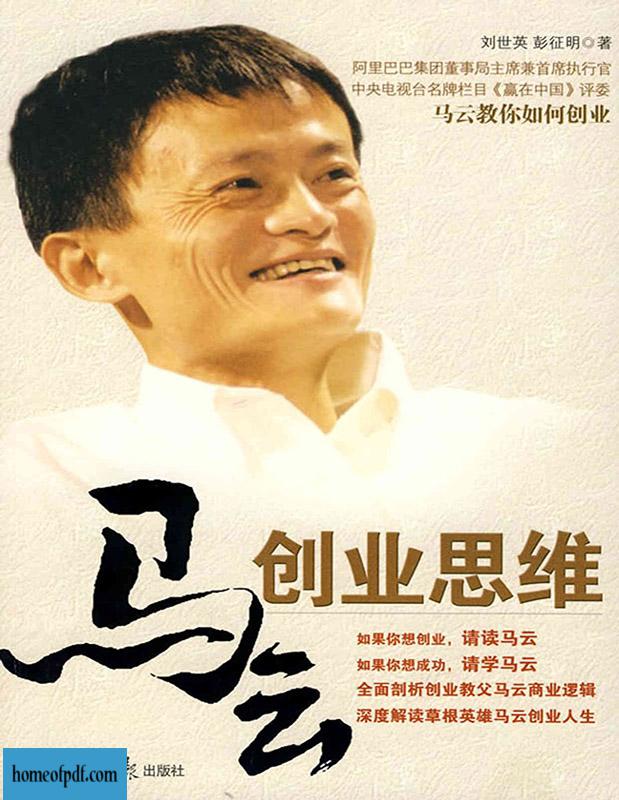 刘世英 彭征明◎著
阿里巴巴集团董事局主席兼首席执行官
中央电视台名牌栏目《赢在中国》评委
马云教你如何创业
马云
创业思维
如果你想创业，请读马云
如果你想成功，请学马云
全面剖析创业教父马云商业逻辑
深度解读草根英雄马云创业人生
报 出版社
homeofpdf.com